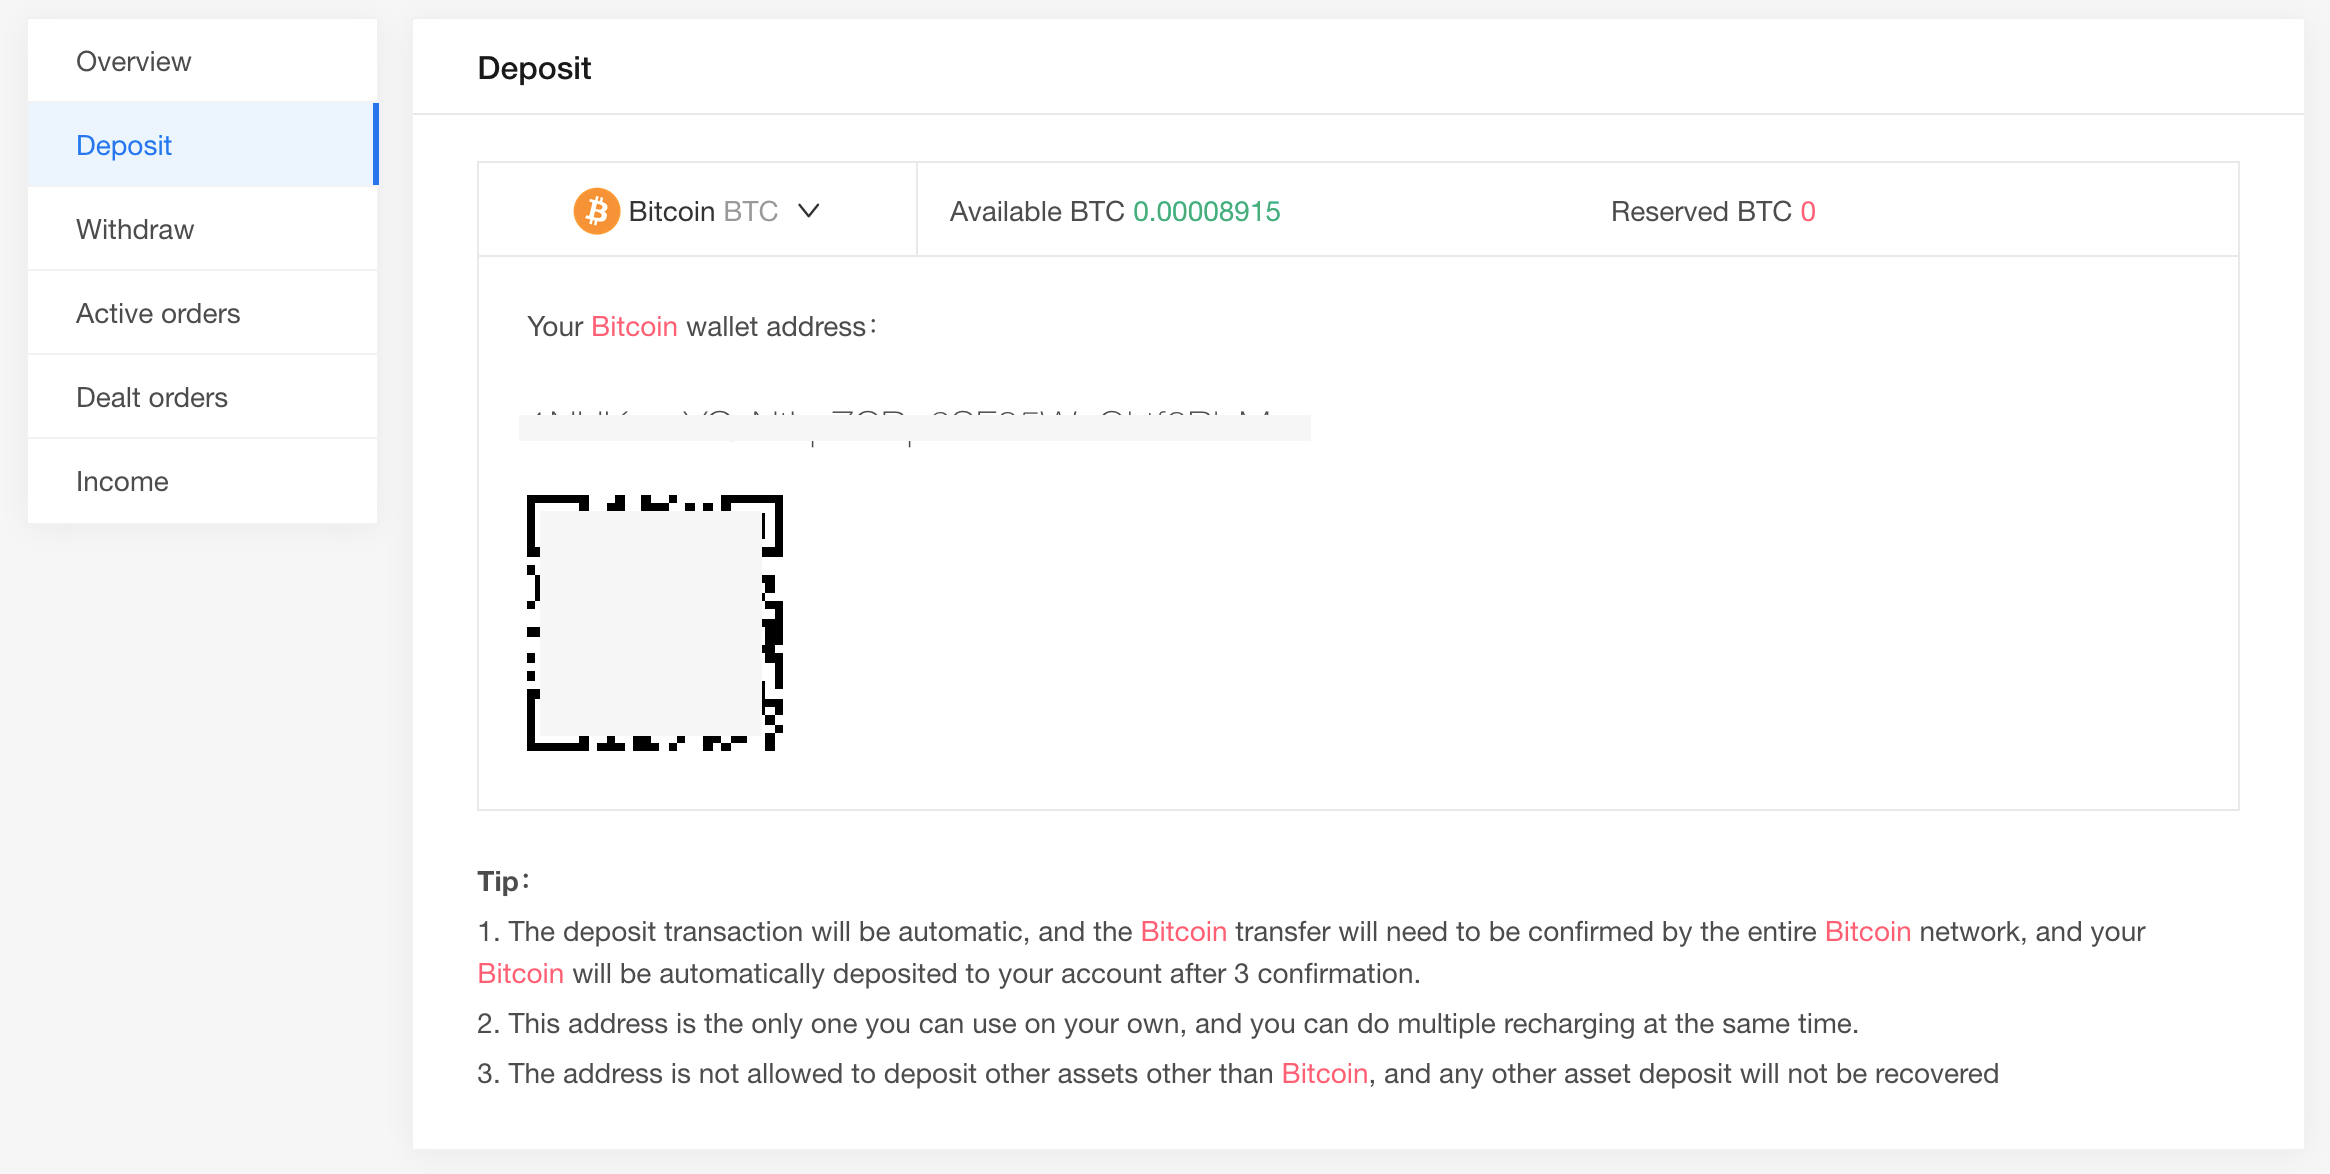 Overview
Deposit
Withdraw
Active orders
Dealt orders
Income
Deposit
Bitcoin BTC
Available BTC 0.00008915
Reserved BTC 0
Your Bitcoin wallet address：
Tip：
1. The deposit transaction will be automatic, and the Bitcoin transfer will need to be confirmed by the entire Bitcoin network, and your
Bitcoin will be automatically deposited to your account after 3 confirmation.
2. This address is the only one you can use on your own, and you can do multiple recharging at the same time.
3. The address is not allowed to deposit other assets other than Bitcoin, and any other asset deposit will not be recovered